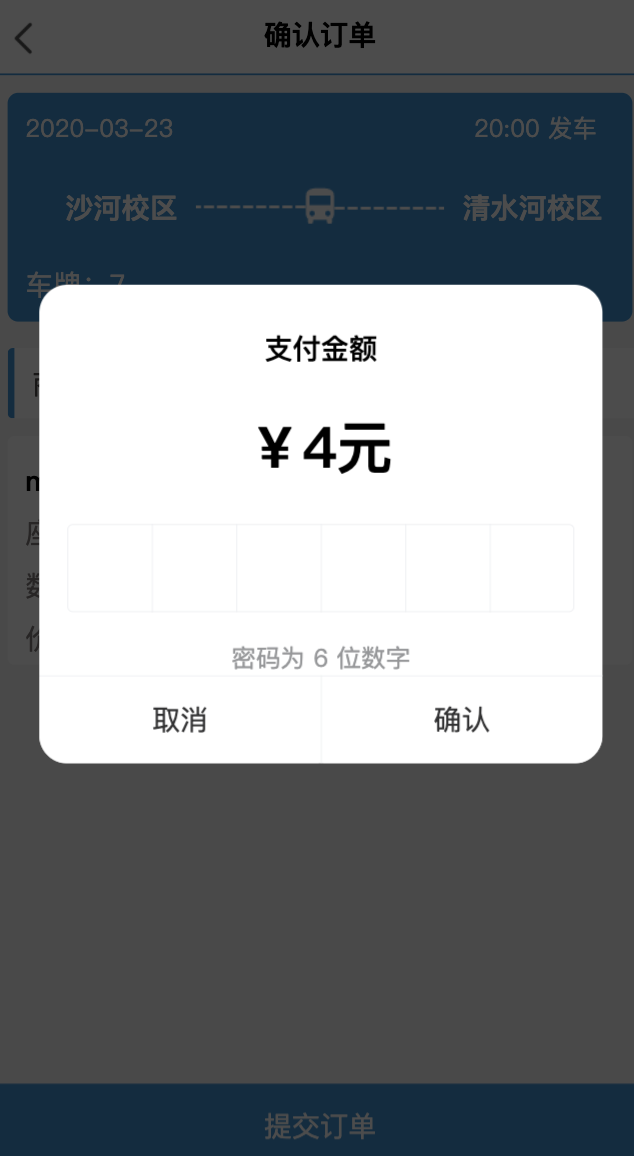 确认订单
2020-03-23
20:00 发车
沙河校区
清水河校区
车牌：7
支付金额
￥4元
密码为 6 位数字
取消
确认
提交订单